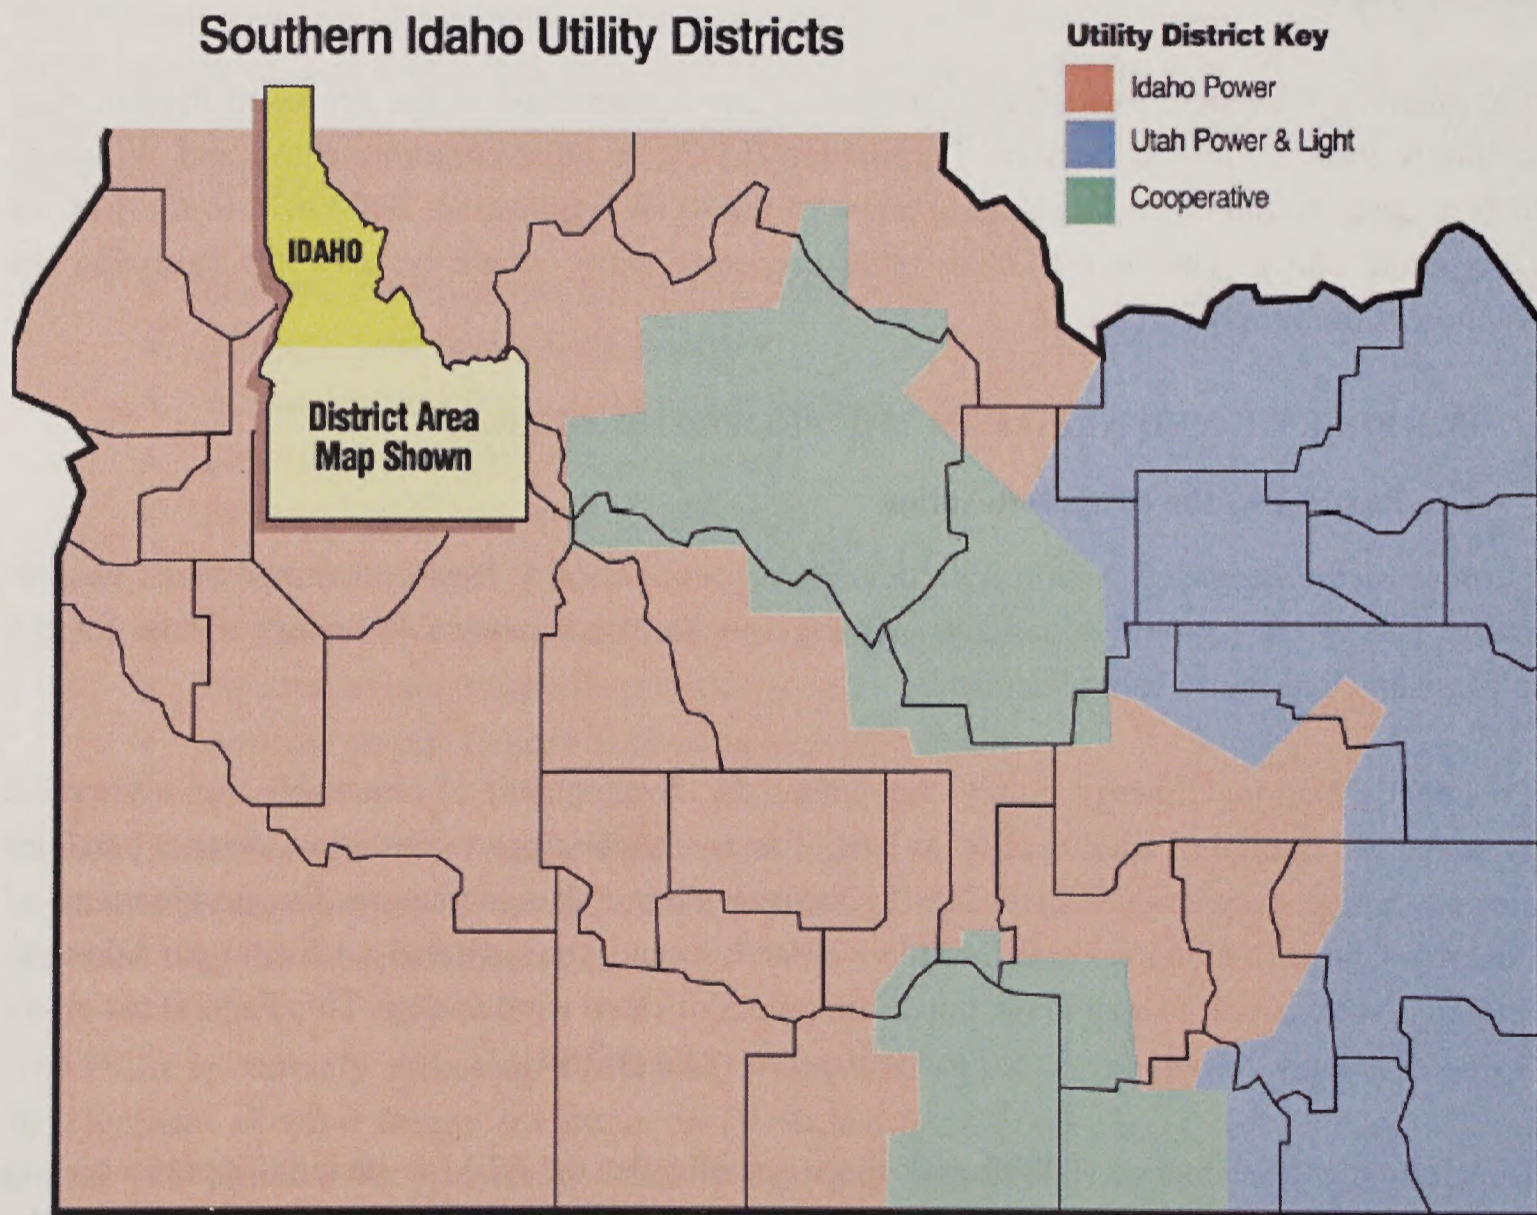 Southern Idaho Utility Districts
Utility District Key
Idaho Power
Utah Power & Light
Cooperative
IDAHO
District Area
Map Shown